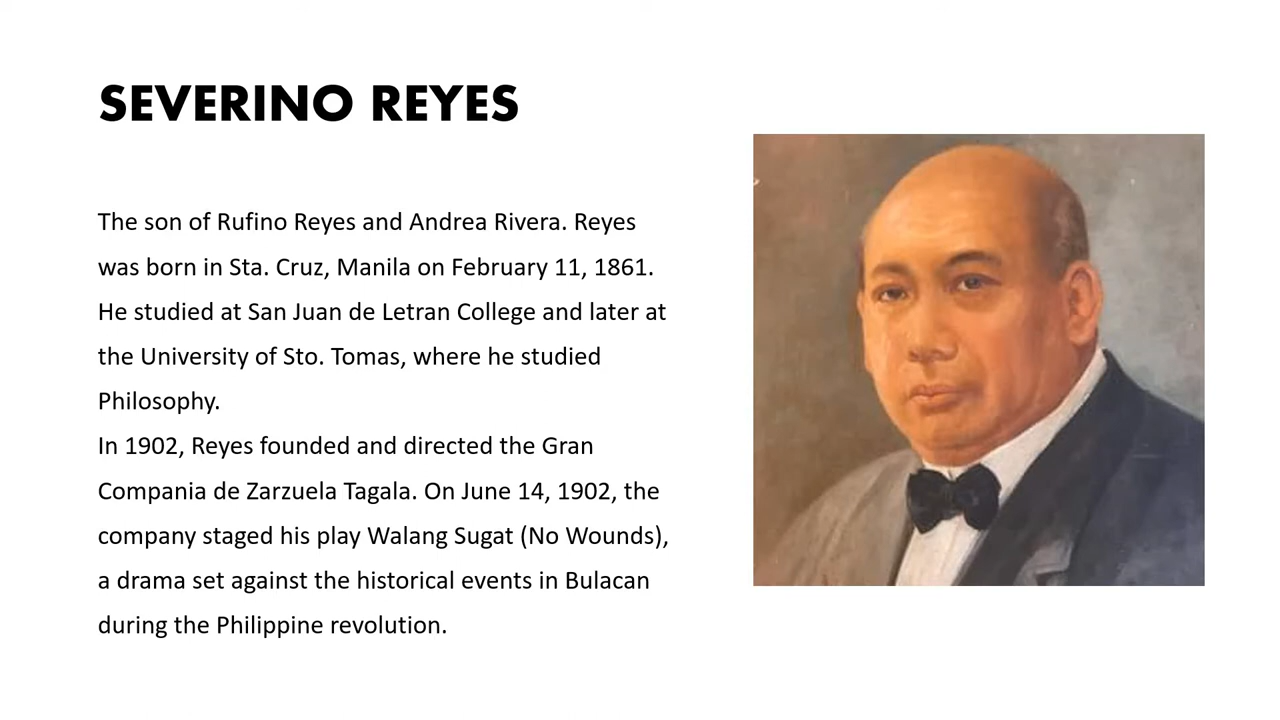 SEVERINO REYES
The son of Rufino Reyes and Andrea Rivera. Reyes
was born in Sta. Cruz, Manila on February 11, 1861.
He studied at San Juan de Letran College and later at
the University of Sto. Tomas, where he studied
Philosophy.
In 1902, Reyes founded and directed the Gran
Compania de Zarzuela Tagala. On June 14, 1902, the
company staged his play Walang Sugat (No Wounds),
a drama set against the historical events in Bulacan
during the Philippine revolution.